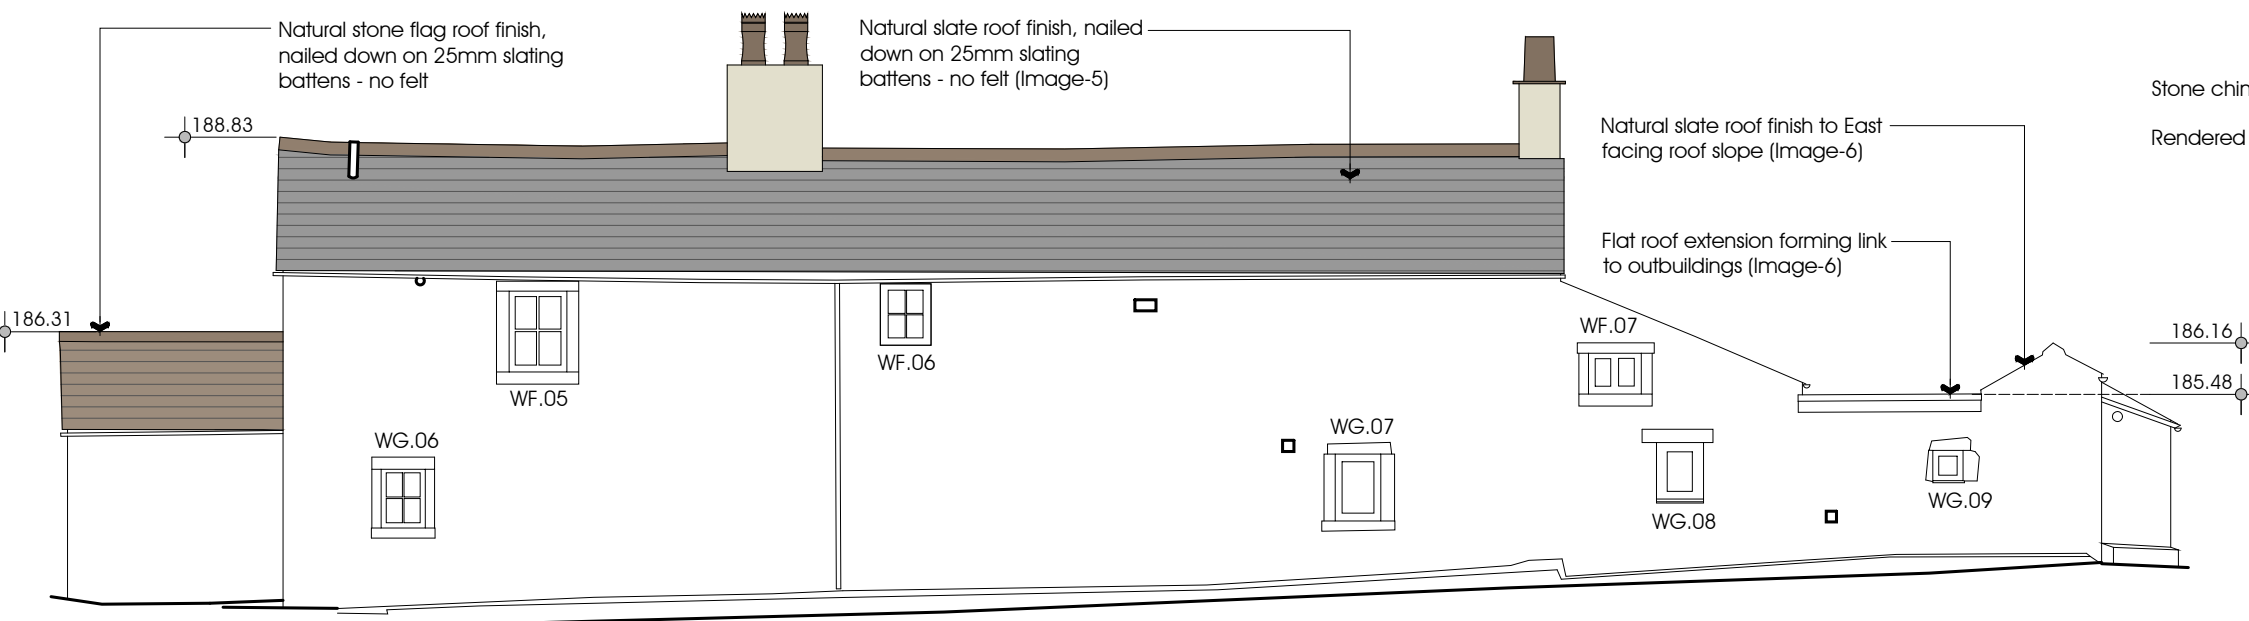 Natural stone flag roof finish,
nailed down on 25mm slating
battens - no felt
Natural slate roof finish, nailed
down on 25mm slating
battens - no felt (Image-5)
Stone
Natural slate roof finish to East
facing roof slope (Image-6)
Rendered
188.83
Flat roof extension forming link
to outbuildings (Image-6)
186.31
186.16
185.48
WF.05
WF.06
WF.07
WG.06
WG.07
WG.08
WG.09